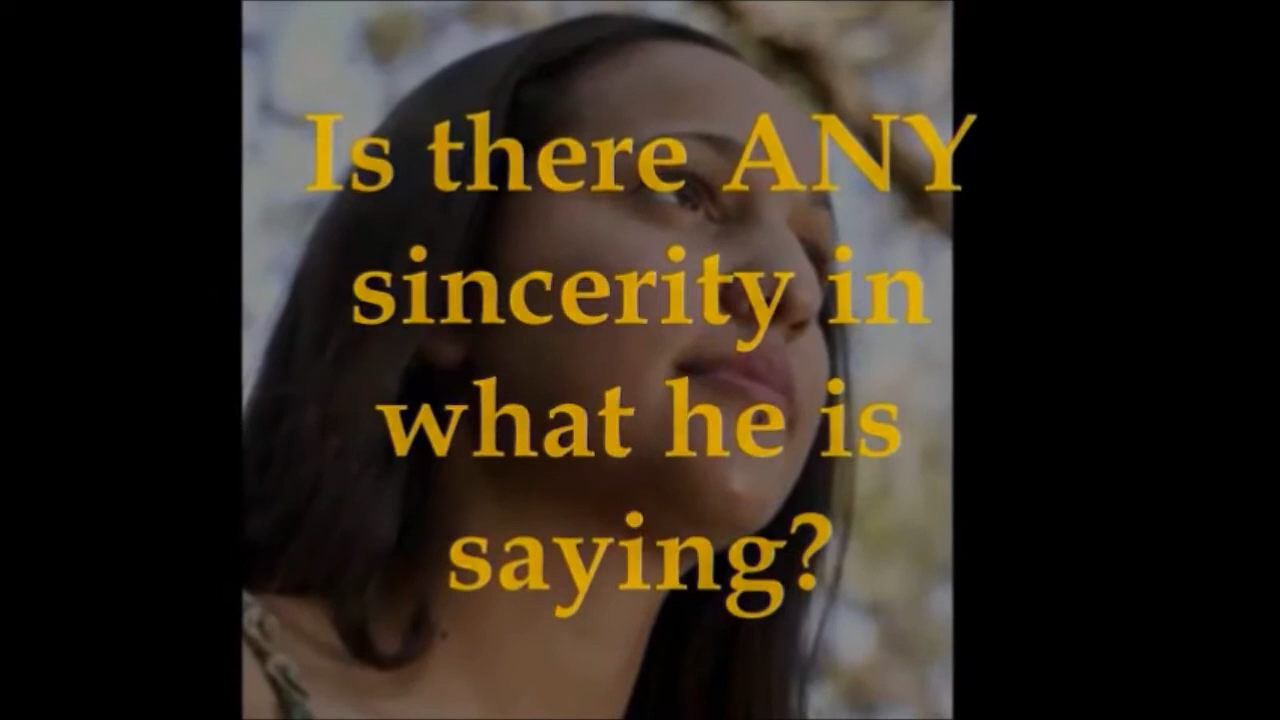 Is there ANY
sincerity in
what he is
saying?